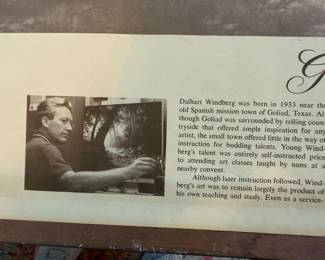 G
Dalhart Windberg was born in 1933 near the
old Spanish mission town of Goliad, Texas. Al-
though Goliad was surrounded by rolling coun-
tryside that offered ample inspiration for any
artist, the small town offered little in the way of
instruction for budding talents. Young Wind-
berg's talent was entirely self-instructed prior
to attending art classes taught by nuns at a
nearby convent.
Although later instruction followed, Wind-
berg's art was to remain largely the product of
his own teaching and study. Even as a service-